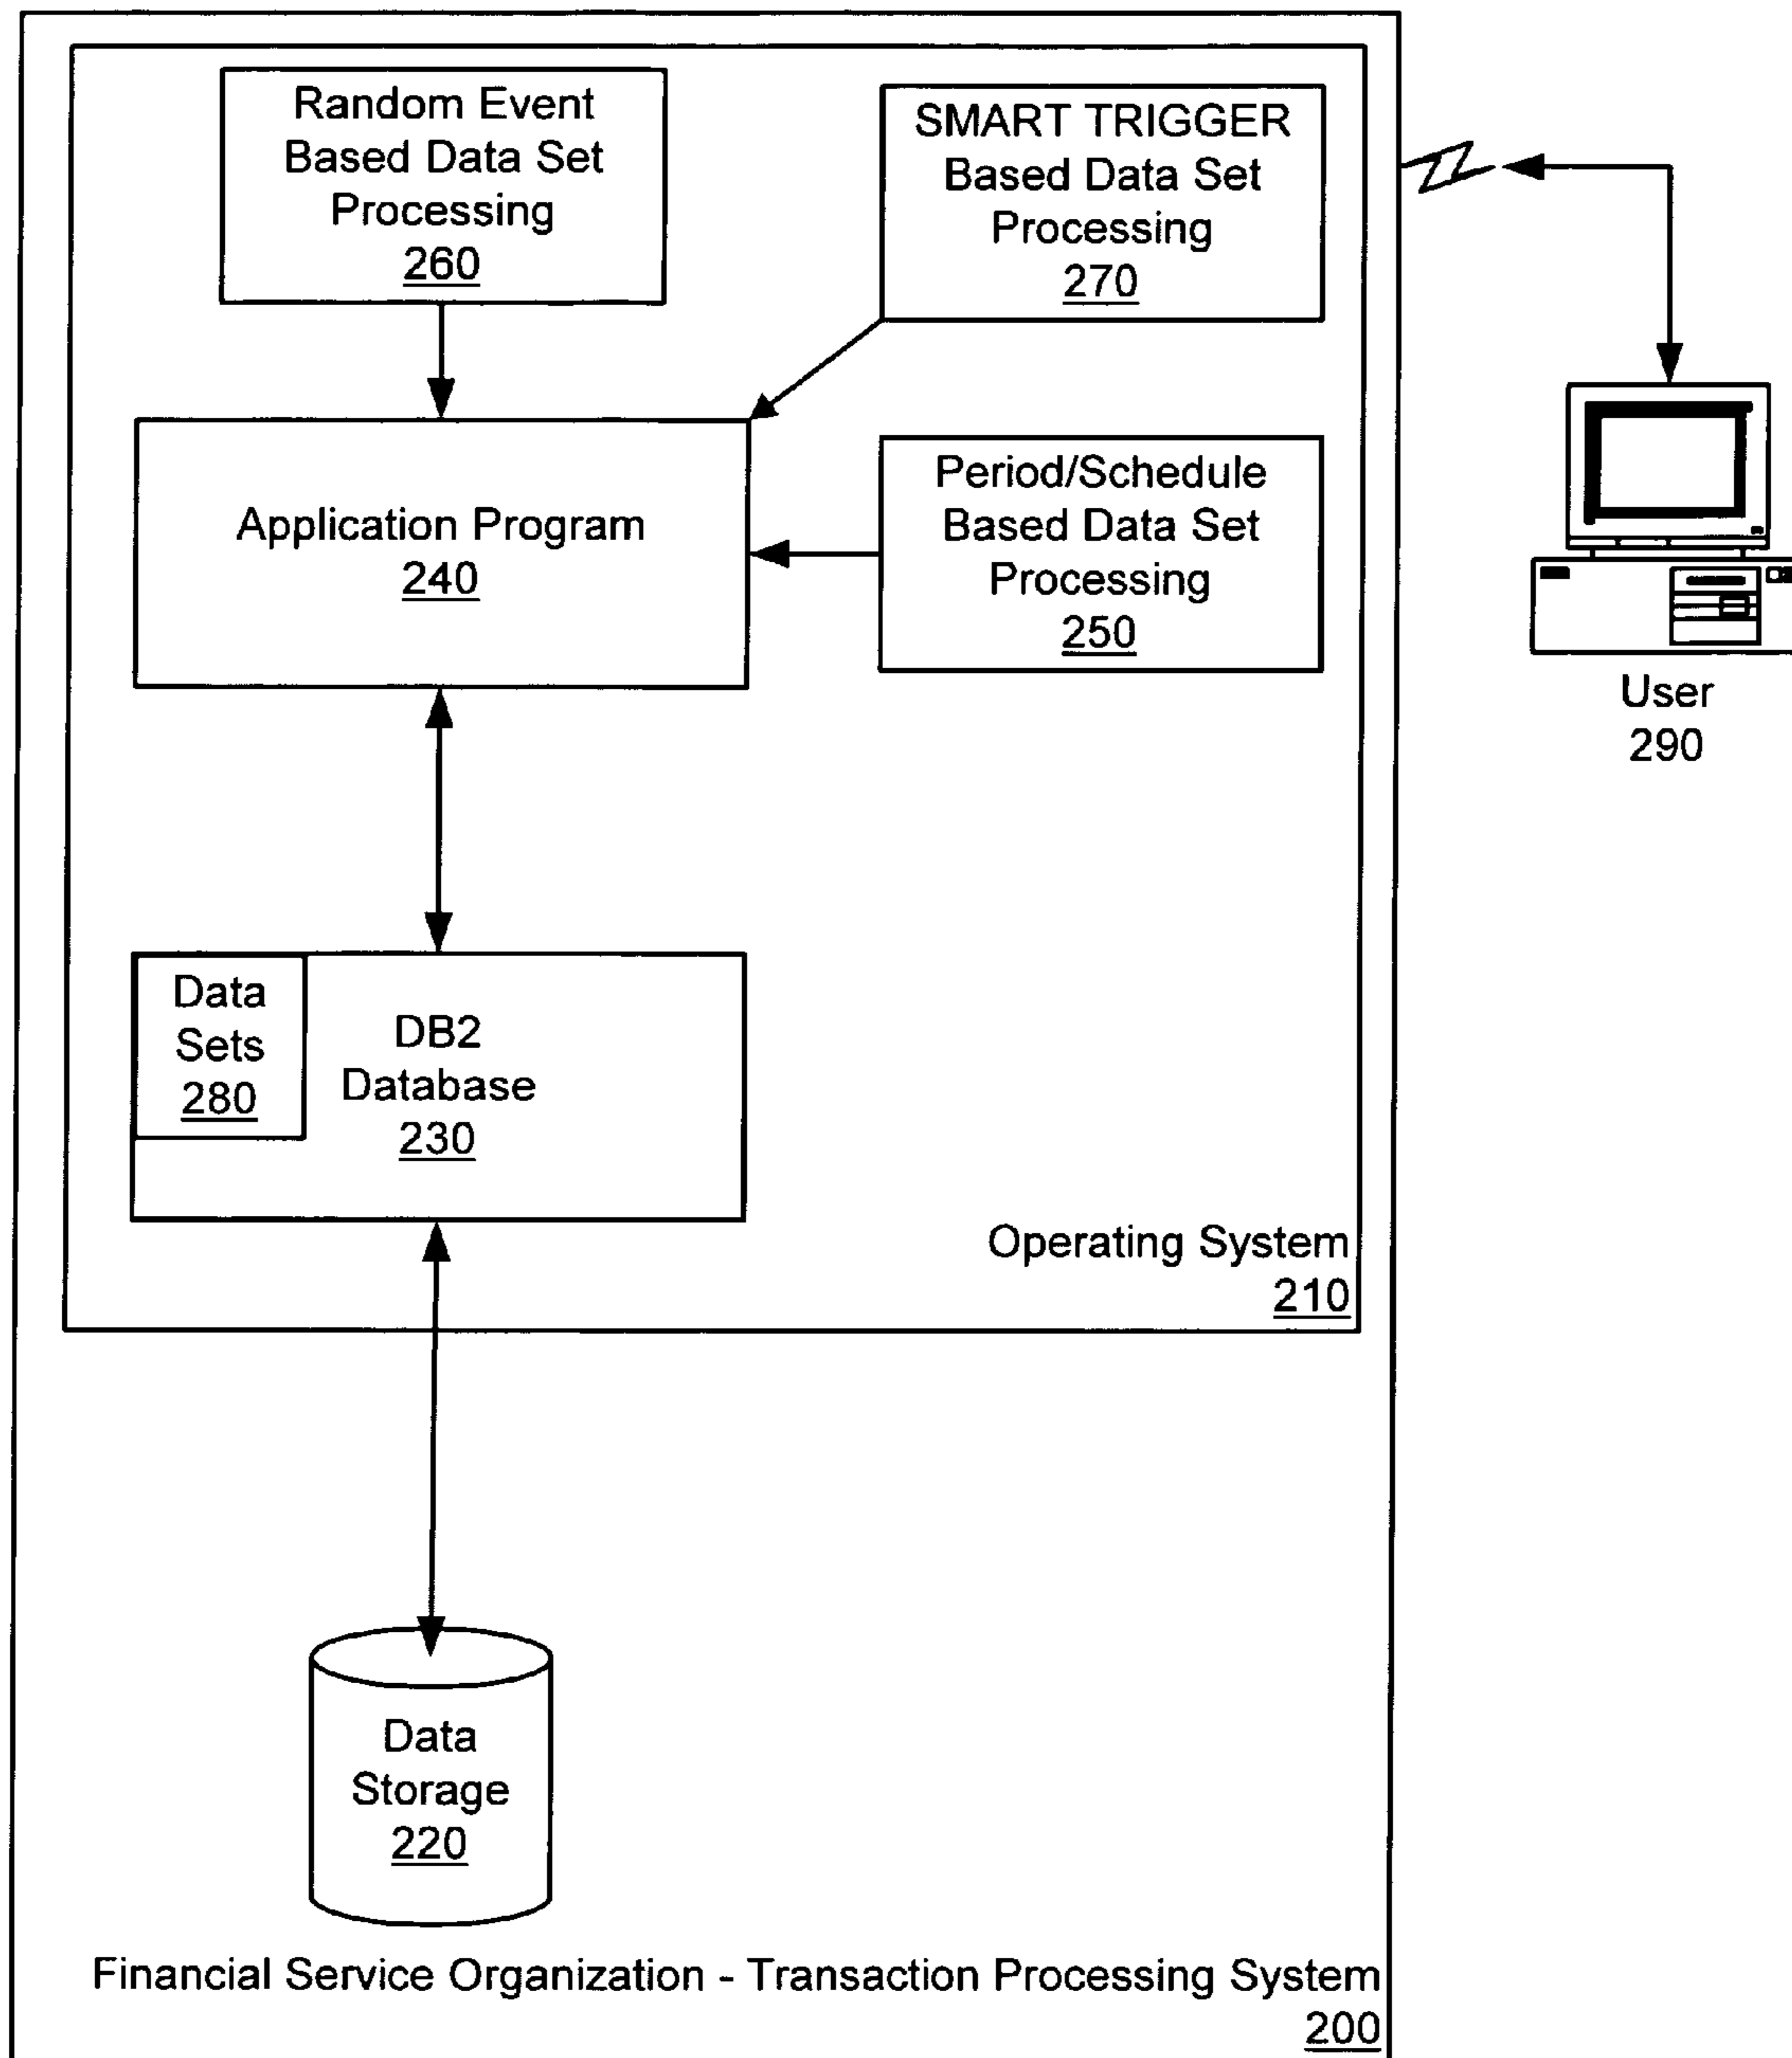 Random Event
Based Data Set
Processing
260
SMART TRIGGER
Based Data Set
Processing
270
Application Program
240
Period/Schedule
Based Data Set
Processing
250
User
290
Data
Sets
280
DB2
Database
230
Operating System
210
Data
Storage
220
Financial Service Organization - Transaction Processing System
200